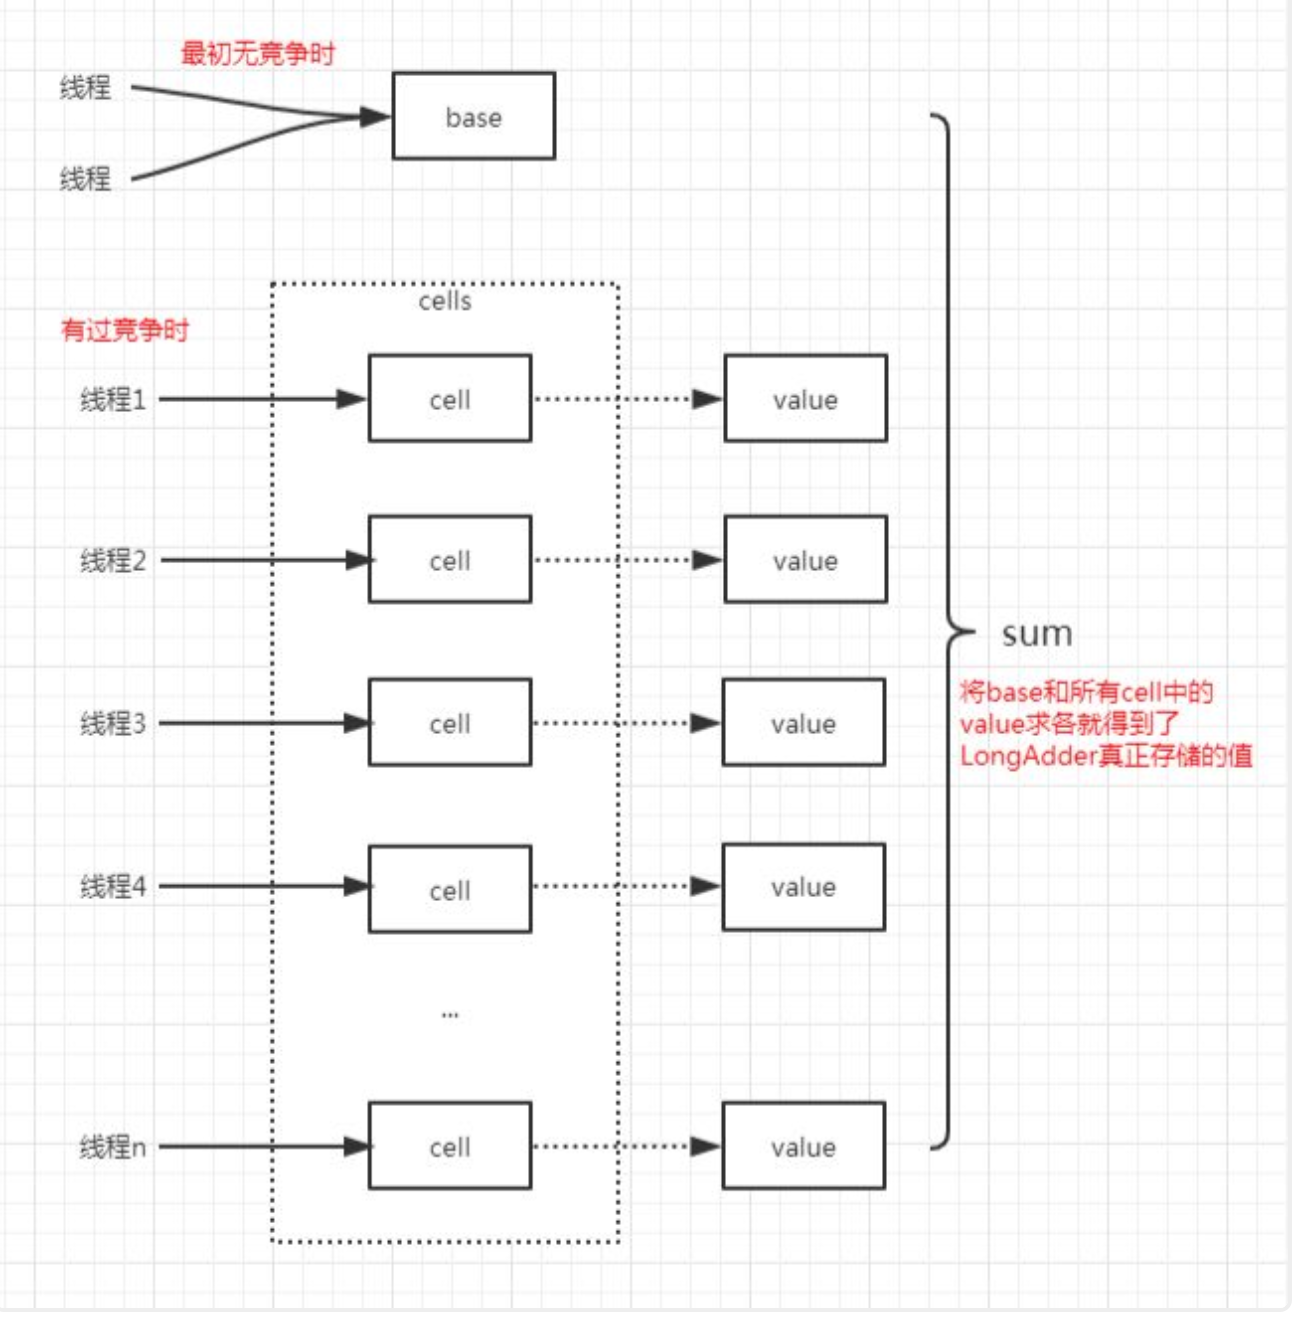 最初无竞争时
线程
base
线程
cells
有过竞争时
线程1
cell
value
线程2
cell
value
sum
将base和所有cell中的
value求各就得到了
LongAdder真正存储的值
线程3
cell
value
线程4
cell
value
...
线程n
cell
value